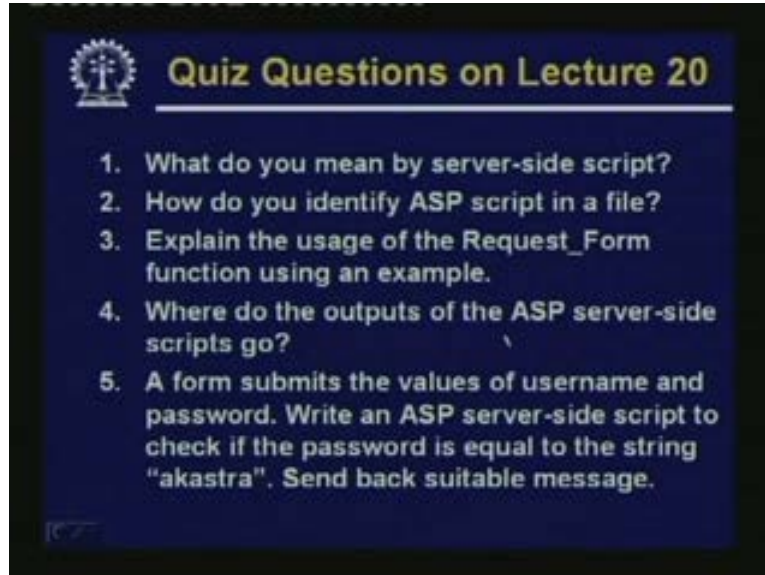 Quiz Questions on Lecture 20
1. What do you mean by server-side script?
2. How do you identify ASP script in a file?
3. Explain the usage of the Request_Form
function using an example.
4. Where do the outputs of the ASP server-side
scripts go?
5. A form submits the values of username and
password. Write an ASP server-side script to
check if the password is equal to the string
“akastra”. Send back suitable message.